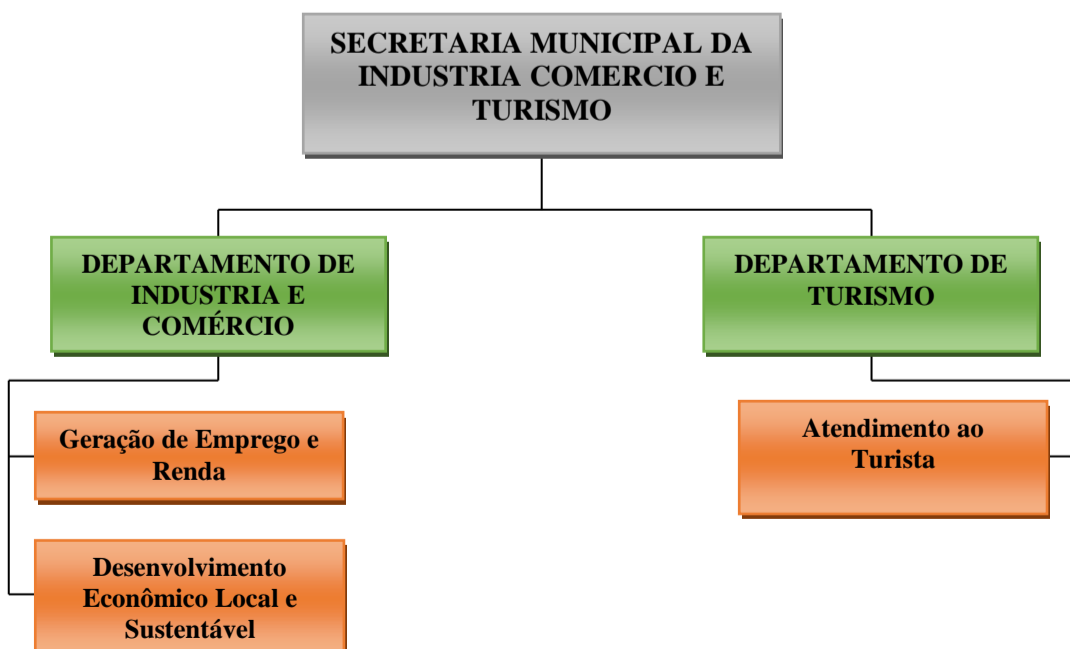 SECRETARIA MUNICIPAL DA
INDUSTRIA COMERCIO E
TURISMO
DEPARTAMENTO DE
INDUSTRIA E
COMÉRCIO
DEPARTAMENTO DE
TURISMO
Geração de Emprego e
Renda
Atendimento ao
Turista
Desenvolvimento
Econômico Local e
Sustentável